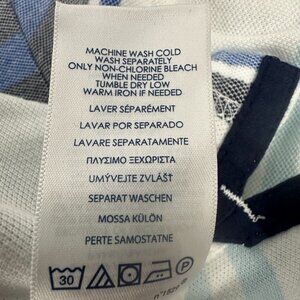 MACHINE WASH COLD
WASH SEPARATELY
ONLY NON-CHLORINE BLEACH
WHEN NEEDED
TUMBLE DRY LOW
WARM IRON IF NEEDED
LAVER SÉPARÉMENT
LAVAR POR SEPARADO
LAVARE SEPARATAMENTE
ΠΛΥΣΙΜΟ ΞΕΧΩΡΙΣΤΑ
UMÝVEJTE ZVLÁŠŤ
SEPARAT WASCHEN
MOSSA KÜLÖN
PERTE SAMOSTATNE
30
P